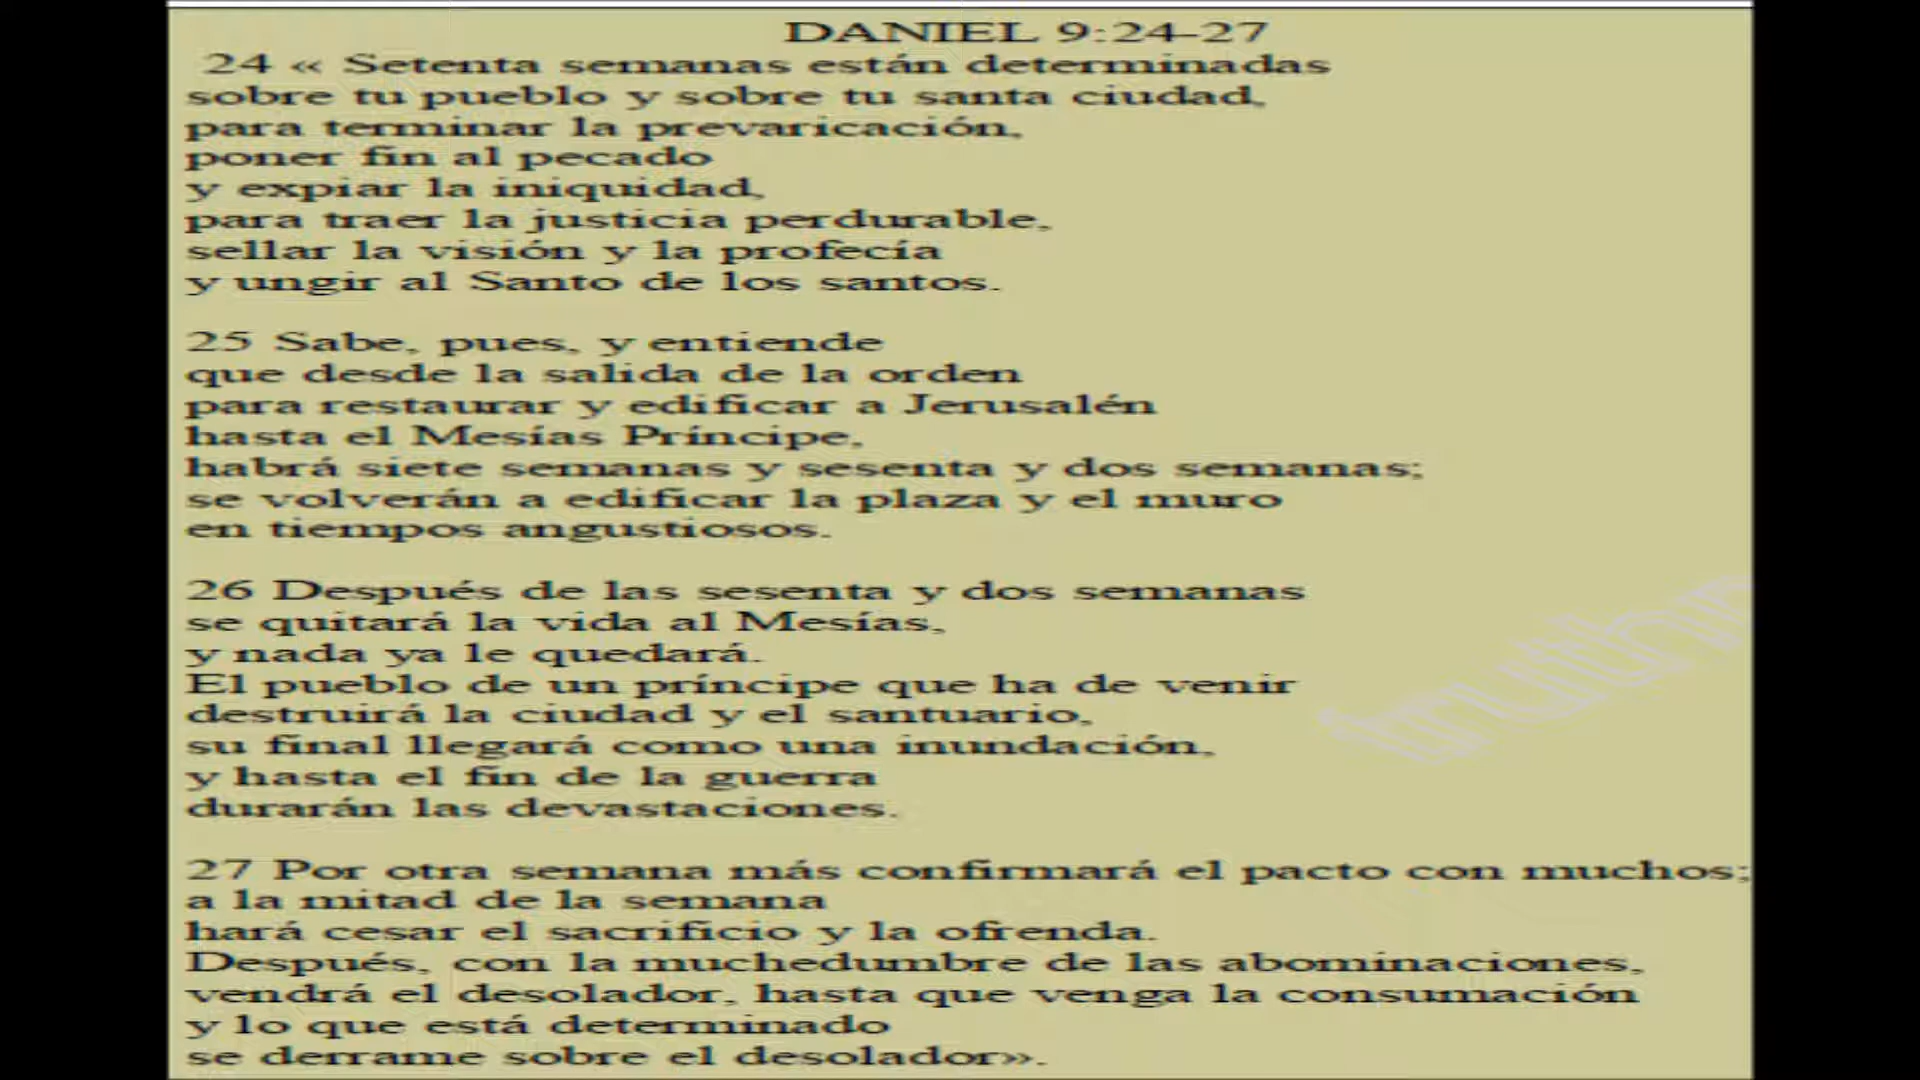 DANIEL 9:24-27
24 « Setenta semanas están determinadas
sobre tu pueblo y sobre tu santa ciudad,
para terminar la prevaricación,
poner fin al pecado
y expiar la iniquidad,
para traer la justicia perdurable,
sellar la visión y la profecía
y ungir al Santo de los santos.
25 Sabe, pues, y entiende
que desde la salida de la orden
para restaurar y edificar a Jerusalén
hasta el Mesías Príncipe,
habrá siete semanas y sesenta y dos semanas;
se volverán a edificar la plaza y el muro
en tiempos angustiosos.
26 Después de las sesenta y dos semanas
se quitará la vida al Mesías,
y nada ya le quedará.
El pueblo de un príncipe que ha de venir
destruirá la ciudad y el santuario,
su final llegará como una inundación,
y hasta el fin de la guerra
durarán las devastaciones.
27 Por otra semana más confirmará el pacto con muchos;
a la mitad de la semana
hará cesar el sacrificio y la ofrenda.
Después, con la muchedumbre de las abominaciones,
vendrá el desolador, hasta que venga la consumación
y lo que está determinado
se derrame sobre el desolador».